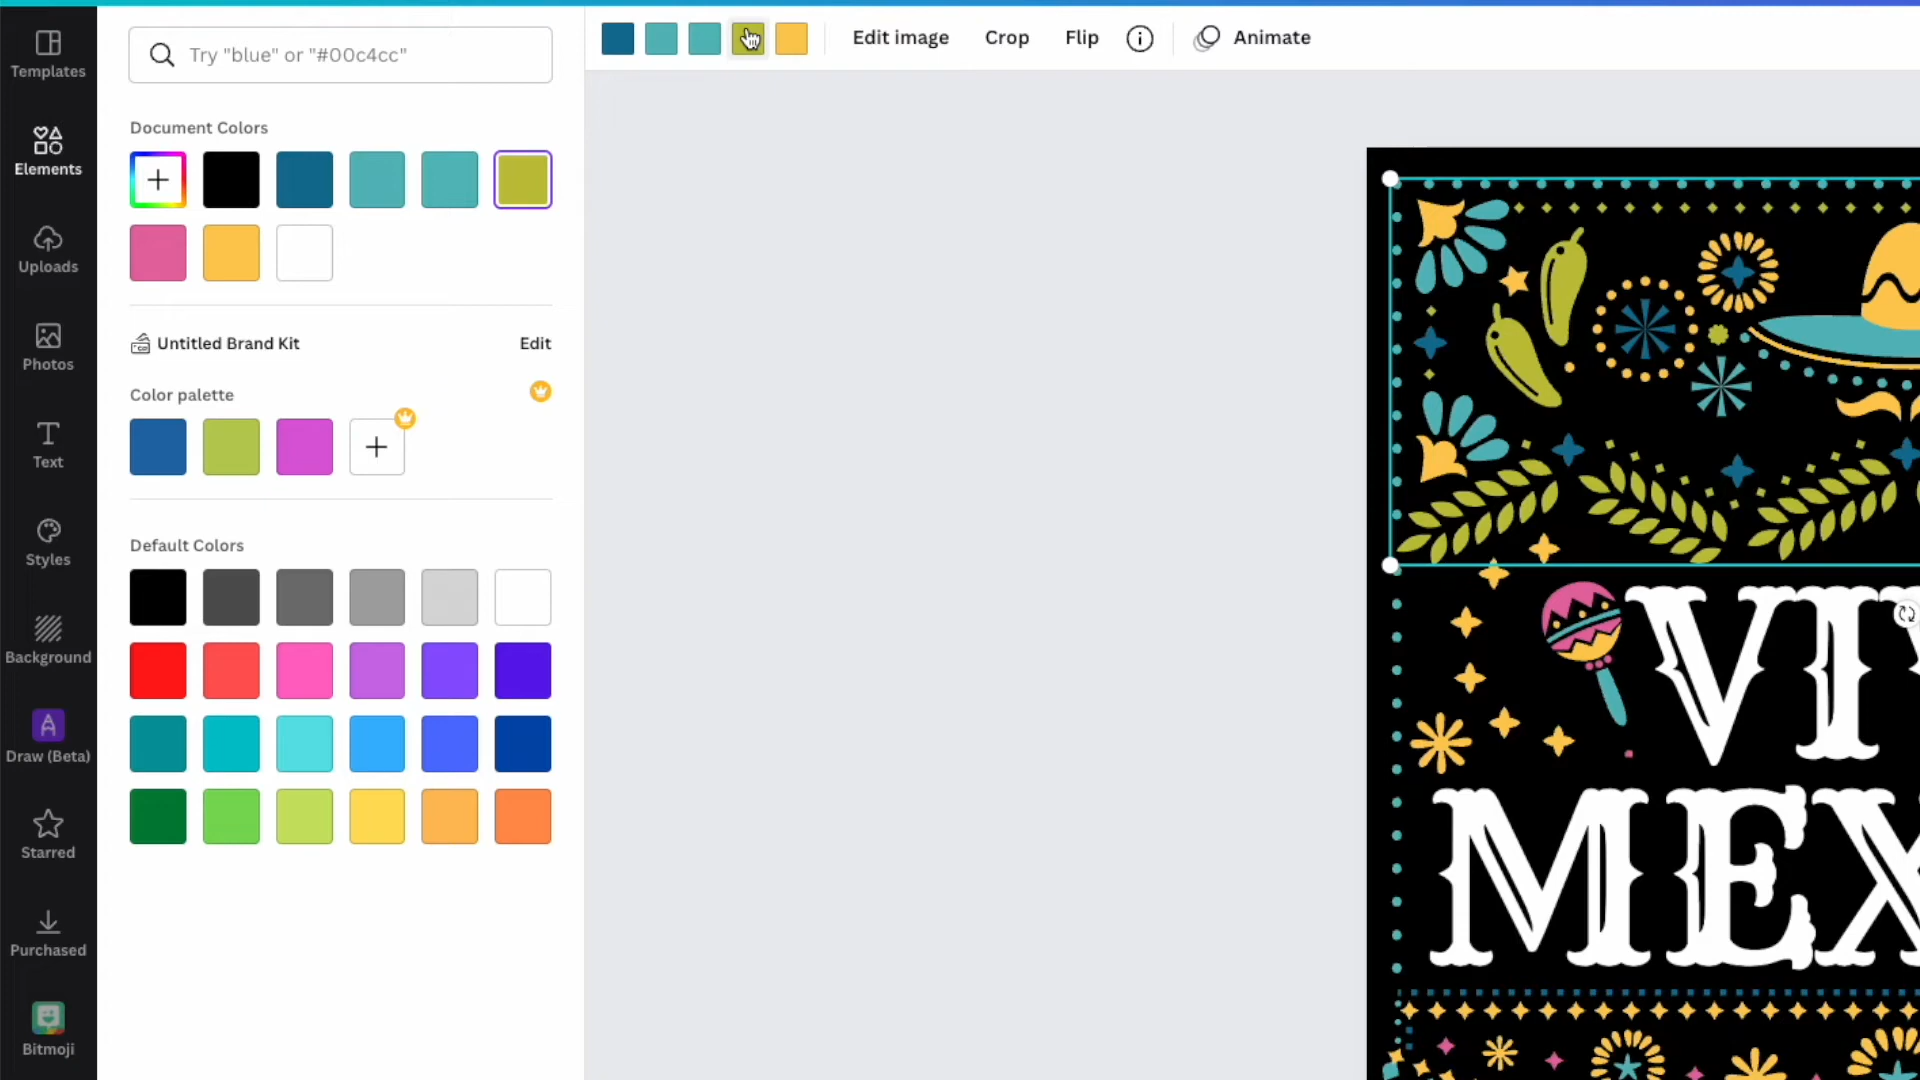 Templates
Elements
Uploads
Photos
Text
Styles
Background
Draw (Beta)
Starred
Purchased
Bitmoji
Try "blue" or "#00c4cc"
Document Colors
Untitled Brand Kit
Edit
Color palette
Default Colors
Edit image
Crop
Flip
Animate
VI
MEX